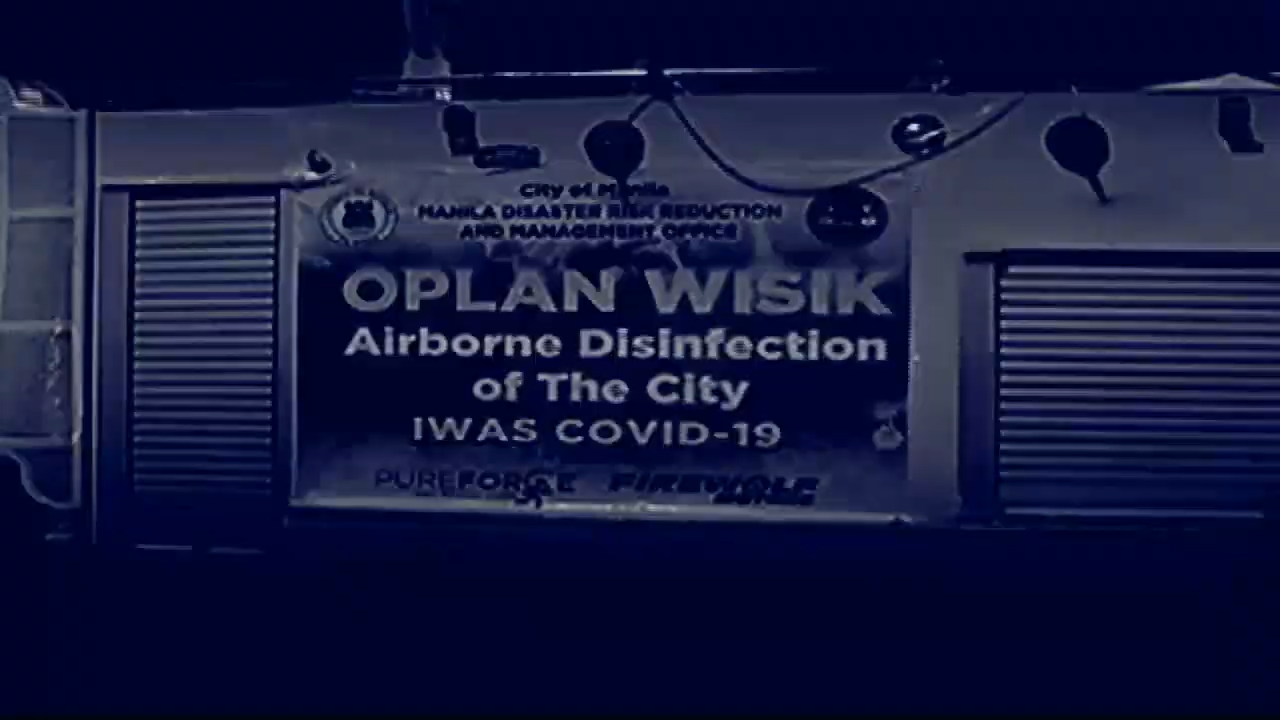 City of Manila
MANILA DISASTER RISK REDUCTION
AND MANAGEMENT OFFICE
OPLAN WISIK
Airborne Disinfection
of The City
IWAS COVID-19
PUREFORCE FIREWOLF